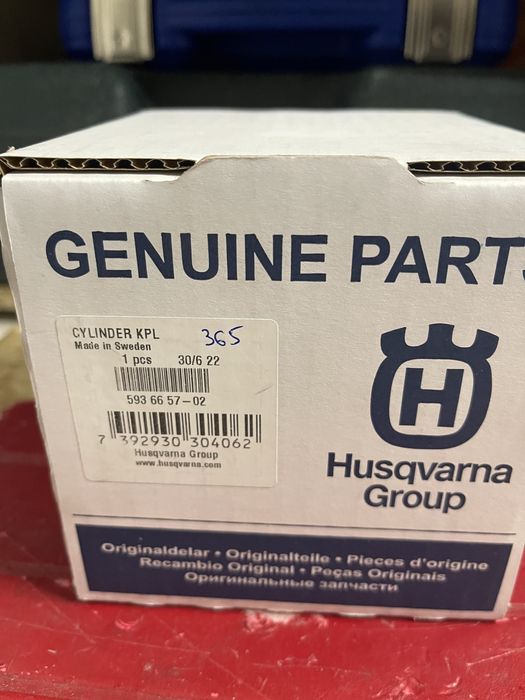 GENUINE PARTS
CYLINDER KPL
365
Made in Sweden
1 pcs 30/6 22
593 66 57-02
7 392930 304062
Husqvarna Group
www.husqvarna.com
H
Husqvarna
Group
Originaldelar • Originalteile • Pieces d'origine
Recambio Original • Peças Originais
Оригинальные запчасти